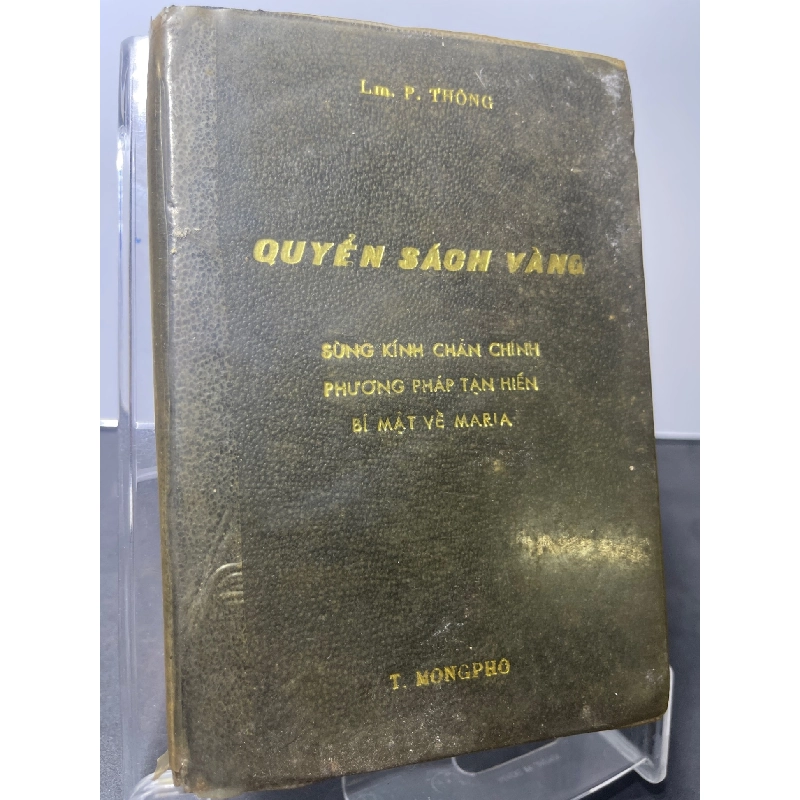 Lm. P. THÔNG
QUYỂN SÁCH VÀNG
SÙNG KÍNH CHÂN CHÍNH
PHƯƠNG PHÁP TẬN HIẾN
BÍ MẬT VỀ MARIA
T. MONGPHO